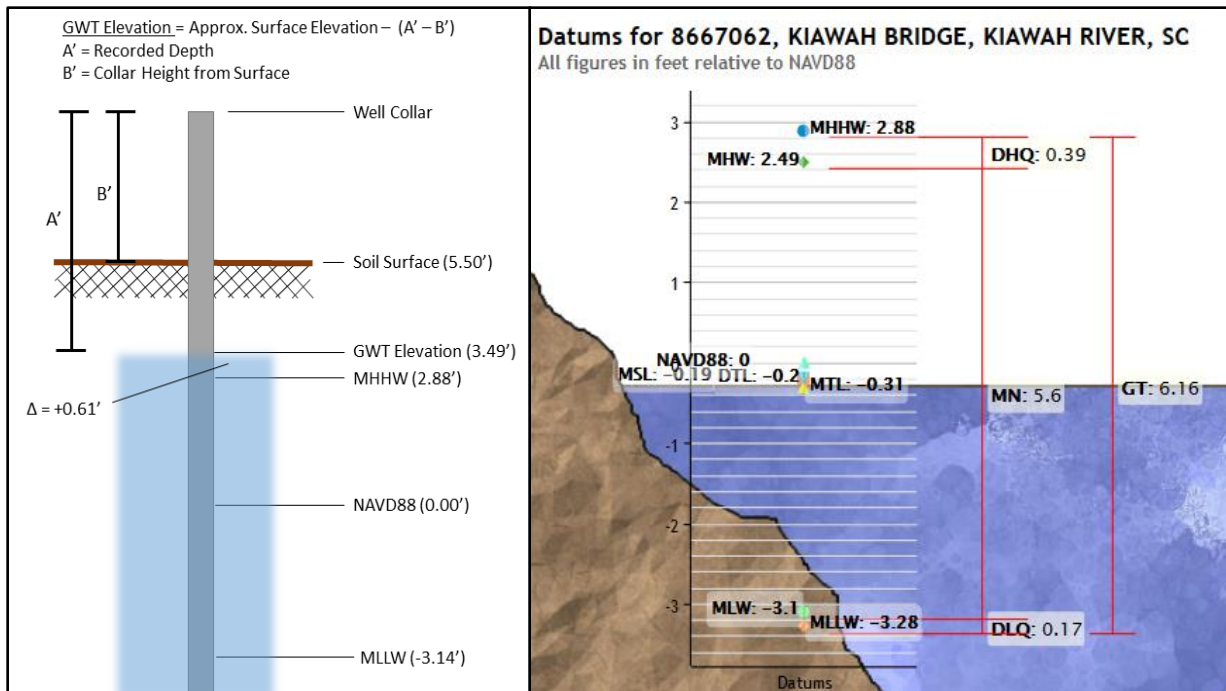 GWT Elevation = Approx. Surface Elevation – (A’ – B’)
A’ = Recorded Depth
B’ = Collar Height from Surface
Well Collar
B’
A’
Soil Surface (5.50’)
GWT Elevation (3.49’)
MHHW (2.88’)
Δ = +0.61’
NAVD88 (0.00’)
MLLW (-3.14’)
Datums for 8667062, KIAWAH BRIDGE, KIAWAH RIVER, SC
All figures in feet relative to NAVD88
3
MHHW: 2.88
MHW: 2.49
DHQ: 0.39
2
1
NAVD88: 0
MSL: −0.19 DTL: −0.2
MTL: −0.31
MN: 5.6
GT: 6.16
-1
-2
-3
MLW: −3.1
MLLW: −3.28
DLQ: 0.17
Datums